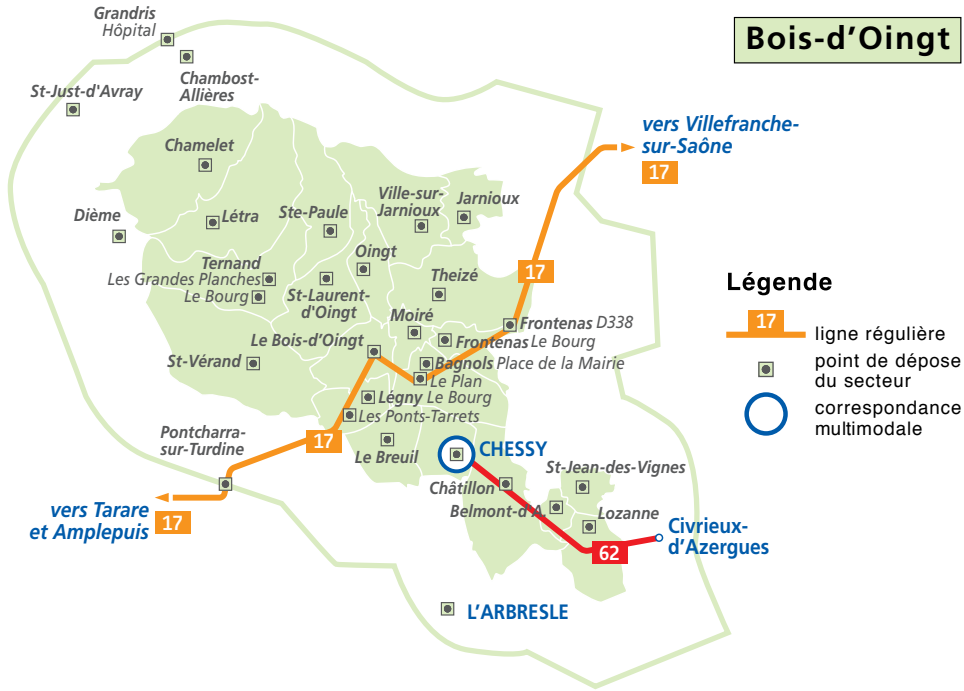 Bois-d'Oingt
Grandris
Hôpital
Chambost-
Allières
St-Just-d'Avray
vers Villefranche-
sur-Saône
17
Chamelet
Ville-sur-
Jarnioux
Jarnioux
Dième
Létra
Ste-Paule
Oingt
Ternand
Les Grandes Planches
Le Bourg
St-Laurent-
d'Oingt
Theizé
17
Moiré
Frontenas D338
Frontenas Le Bourg
Le Bois-d'Oingt
St-Vérand
Bagnols Place de la Mairie
Le Plan
Légny Le Bourg
Les Ponts-Tarrets
Pontcharra-
sur-Turdine
17
Le Breuil
CHESSY
St-Jean-des-Vignes
Châtillon
Belmont-d'A.
Lozanne
vers Tarare
et Amplepuis
17
62
Civrieux-
d'Azergues
L'ARBRESLE
Légende
17
ligne régulière
point de dépose
du secteur
correspondance
multimodale